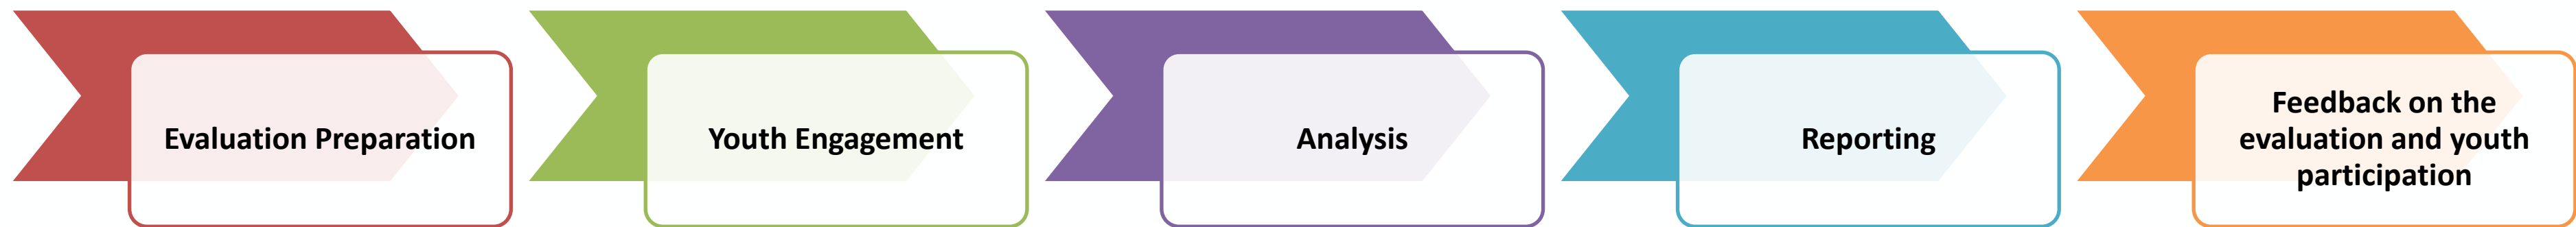 Evaluation Preparation
Youth Engagement
Analysis
Reporting
Feedback on the
evaluation and youth
participation